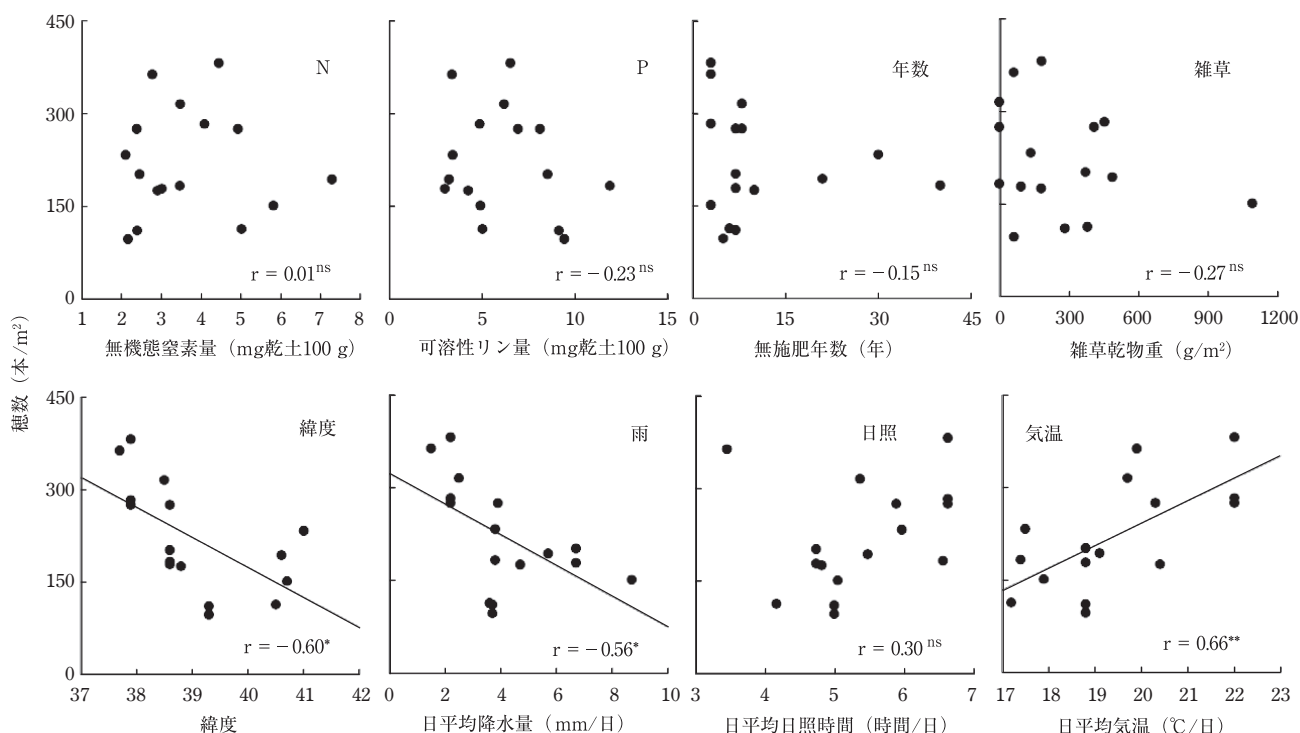 穂数（本/m²）
450
300
150
0
N
r = 0.01ns
1 2 3 4 5 6 7 8
無機態窒素量（mg乾土100 g）
P
r = −0.23ns
0 5 10 15
可溶性リン量（mg乾土100 g）
年数
r = −0.15ns
0 15 30 45
無施肥年数（年）
雑草
r = −0.27ns
0 300 600 900 1200
雑草乾物重（g/m²）
450
300
150
0
緯度
r = −0.60*
37 38 39 40 41 42
緯度
雨
r = −0.56*
0 2 4 6 8 10
日平均降水量（mm/日）
日照
r = 0.30ns
3 4 5 6 7
日平均日照時間（時間/日）
気温
r = 0.66**
17 18 19 20 21 22 23
日平均気温（℃/日）